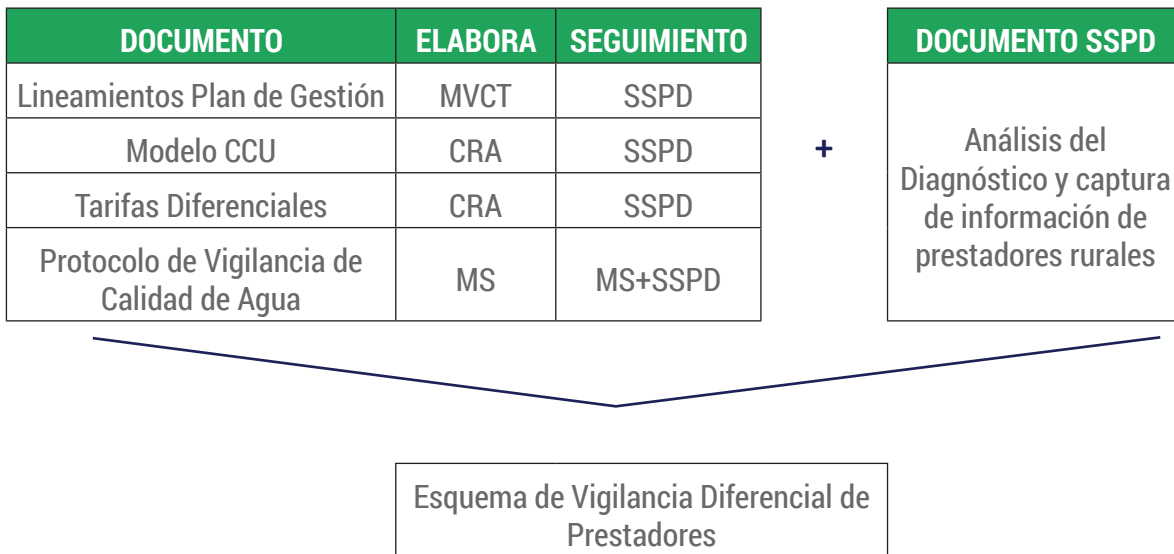 DOCUMENTO ELABORA SEGUIMIENTO
Lineamientos Plan de Gestión MVCT SSPD
Modelo CCU CRA SSPD
Tarifas Diferenciales CRA SSPD
Protocolo de Vigilancia de
Calidad de Agua MS MS+SSPD
+
DOCUMENTO SSPD
Análisis del
Diagnóstico y captura
de información de
prestadores rurales
Esquema de Vigilancia Diferencial de
Prestadores